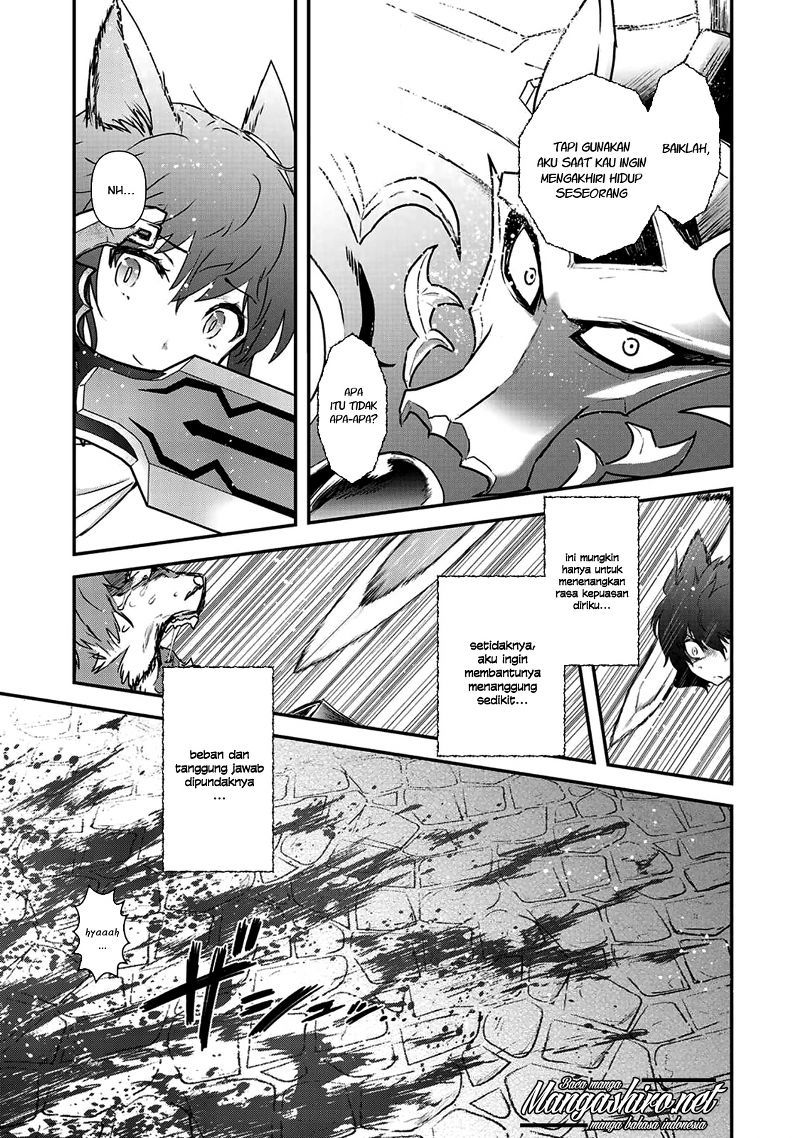 BAIKLAH,
TAPI GUNAKAN
AKU SAAT KAU INGIN
MENGAKHIRI HIDUP
SESEORANG
APA
ITU TIDAK
APA-APA?
NH...
ini mungkin
hanya untuk
menenangkan
rasa kepuasan
diriku...
setidaknya,
aku ingin
membantunya
menanggung
sedikit...
beban dan
tanggung jawab
dipundaknya
...
hyaaah
...
ザシュッ
Baca manga
Mangashiro.net
manga bahasa indonesia